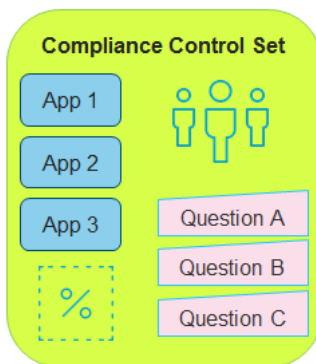 Compliance Control Set
App 1
App 2
App 3
%
Question A
Question B
Question C